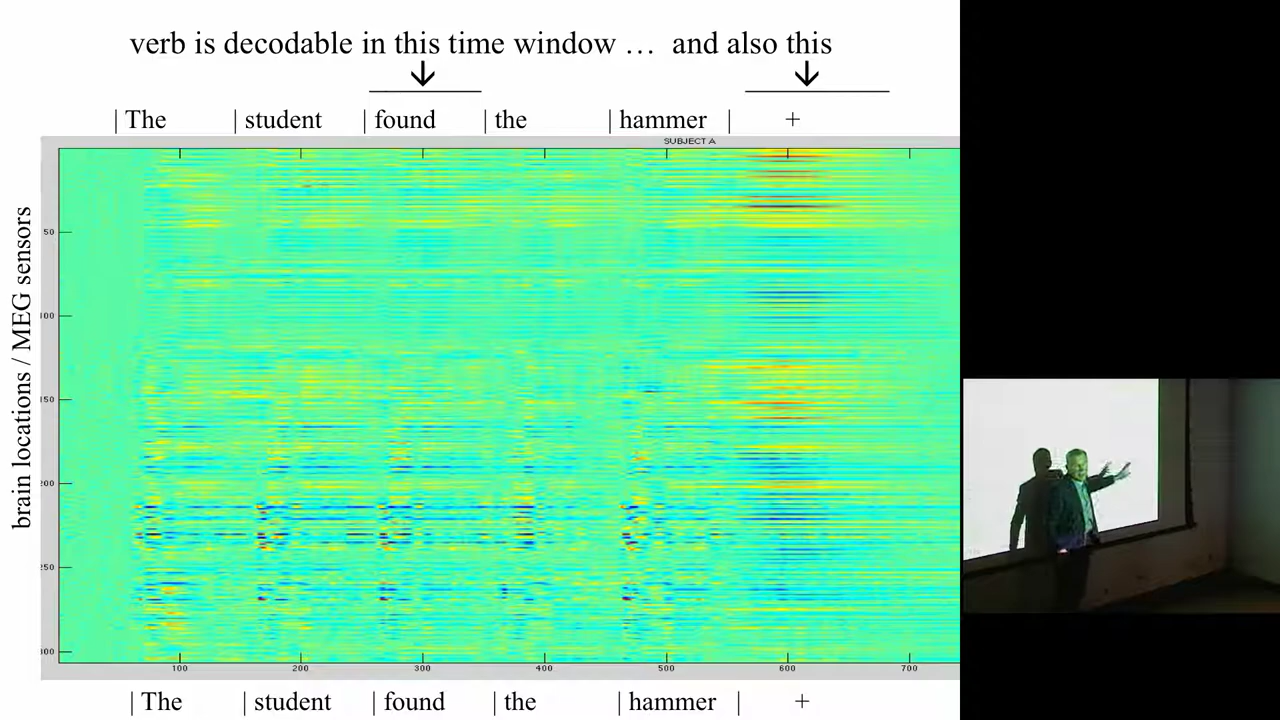 verb is decodable in this time window … and also this
| The | student | found | the | hammer | +
SUBJECT A
brain locations / MEG sensors
50
100
150
200
250
300
100 200 300 400 500 600 700
| The | student | found | the | hammer | +